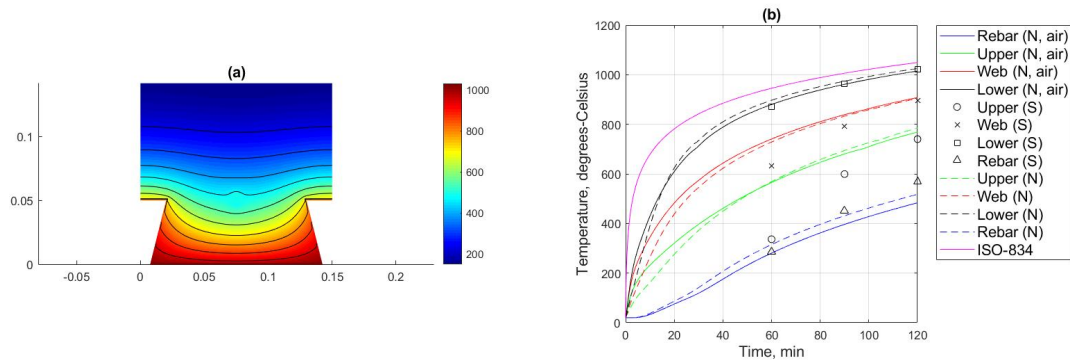 (a)
0.1
0.05
0
-0.05
0
0.05
0.1
0.15
0.2
1000
800
600
400
200
(b)
1200
1000
800
600
400
200
0
0
20
40
60
80
100
120
Temperature, degrees-Celsius
Time, min
Rebar (N, air)
Upper (N, air)
Web (N, air)
Lower (N, air)
Upper (S)
Web (S)
Lower (S)
Rebar (S)
Upper (N)
Web (N)
Lower (N)
Rebar (N)
ISO-834